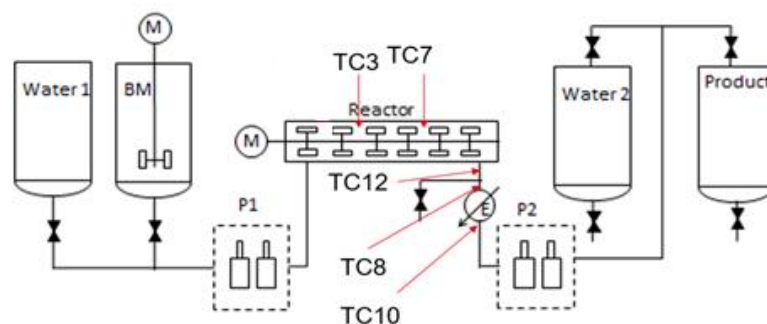 M
TC3 TC7
Water 1
BM
Reactor
Water 2
Product
M
TC12
P1
E
P2
TC8
TC10